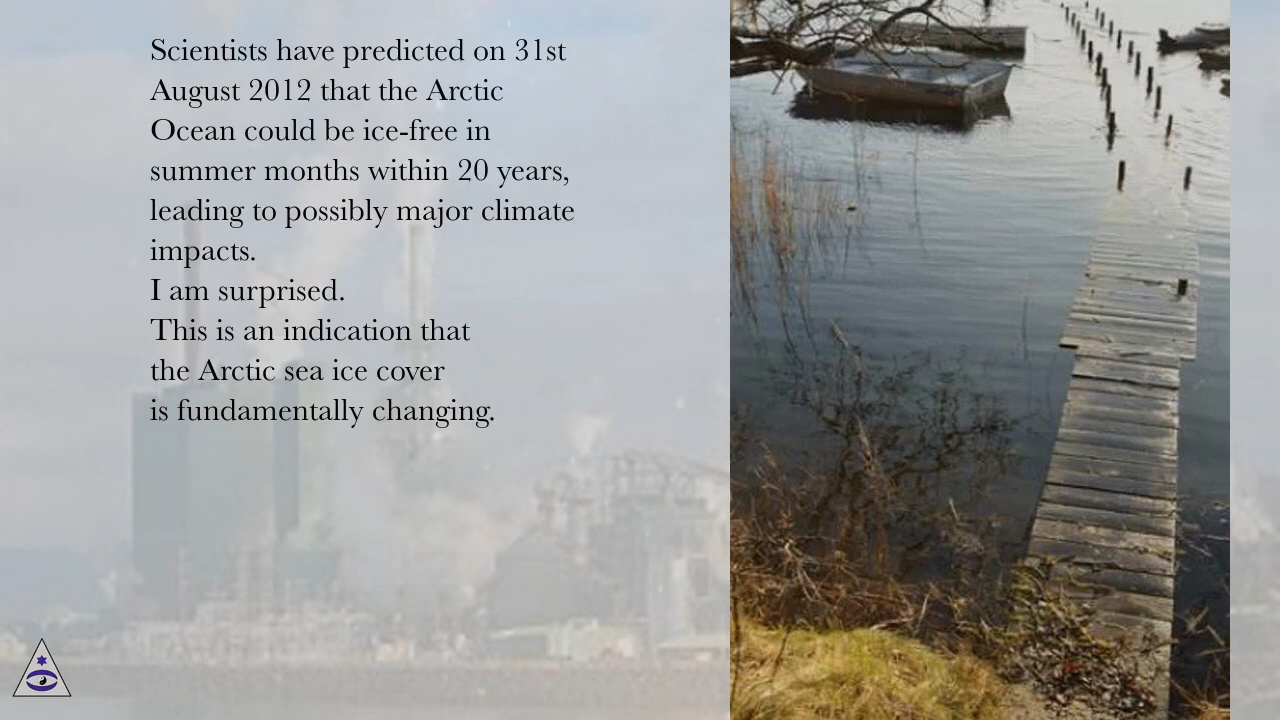 Scientists have predicted on 31st
August 2012 that the Arctic
Ocean could be ice-free in
summer months within 20 years,
leading to possibly major climate
impacts.
I am surprised.
This is an indication that
the Arctic sea ice cover
is fundamentally changing.